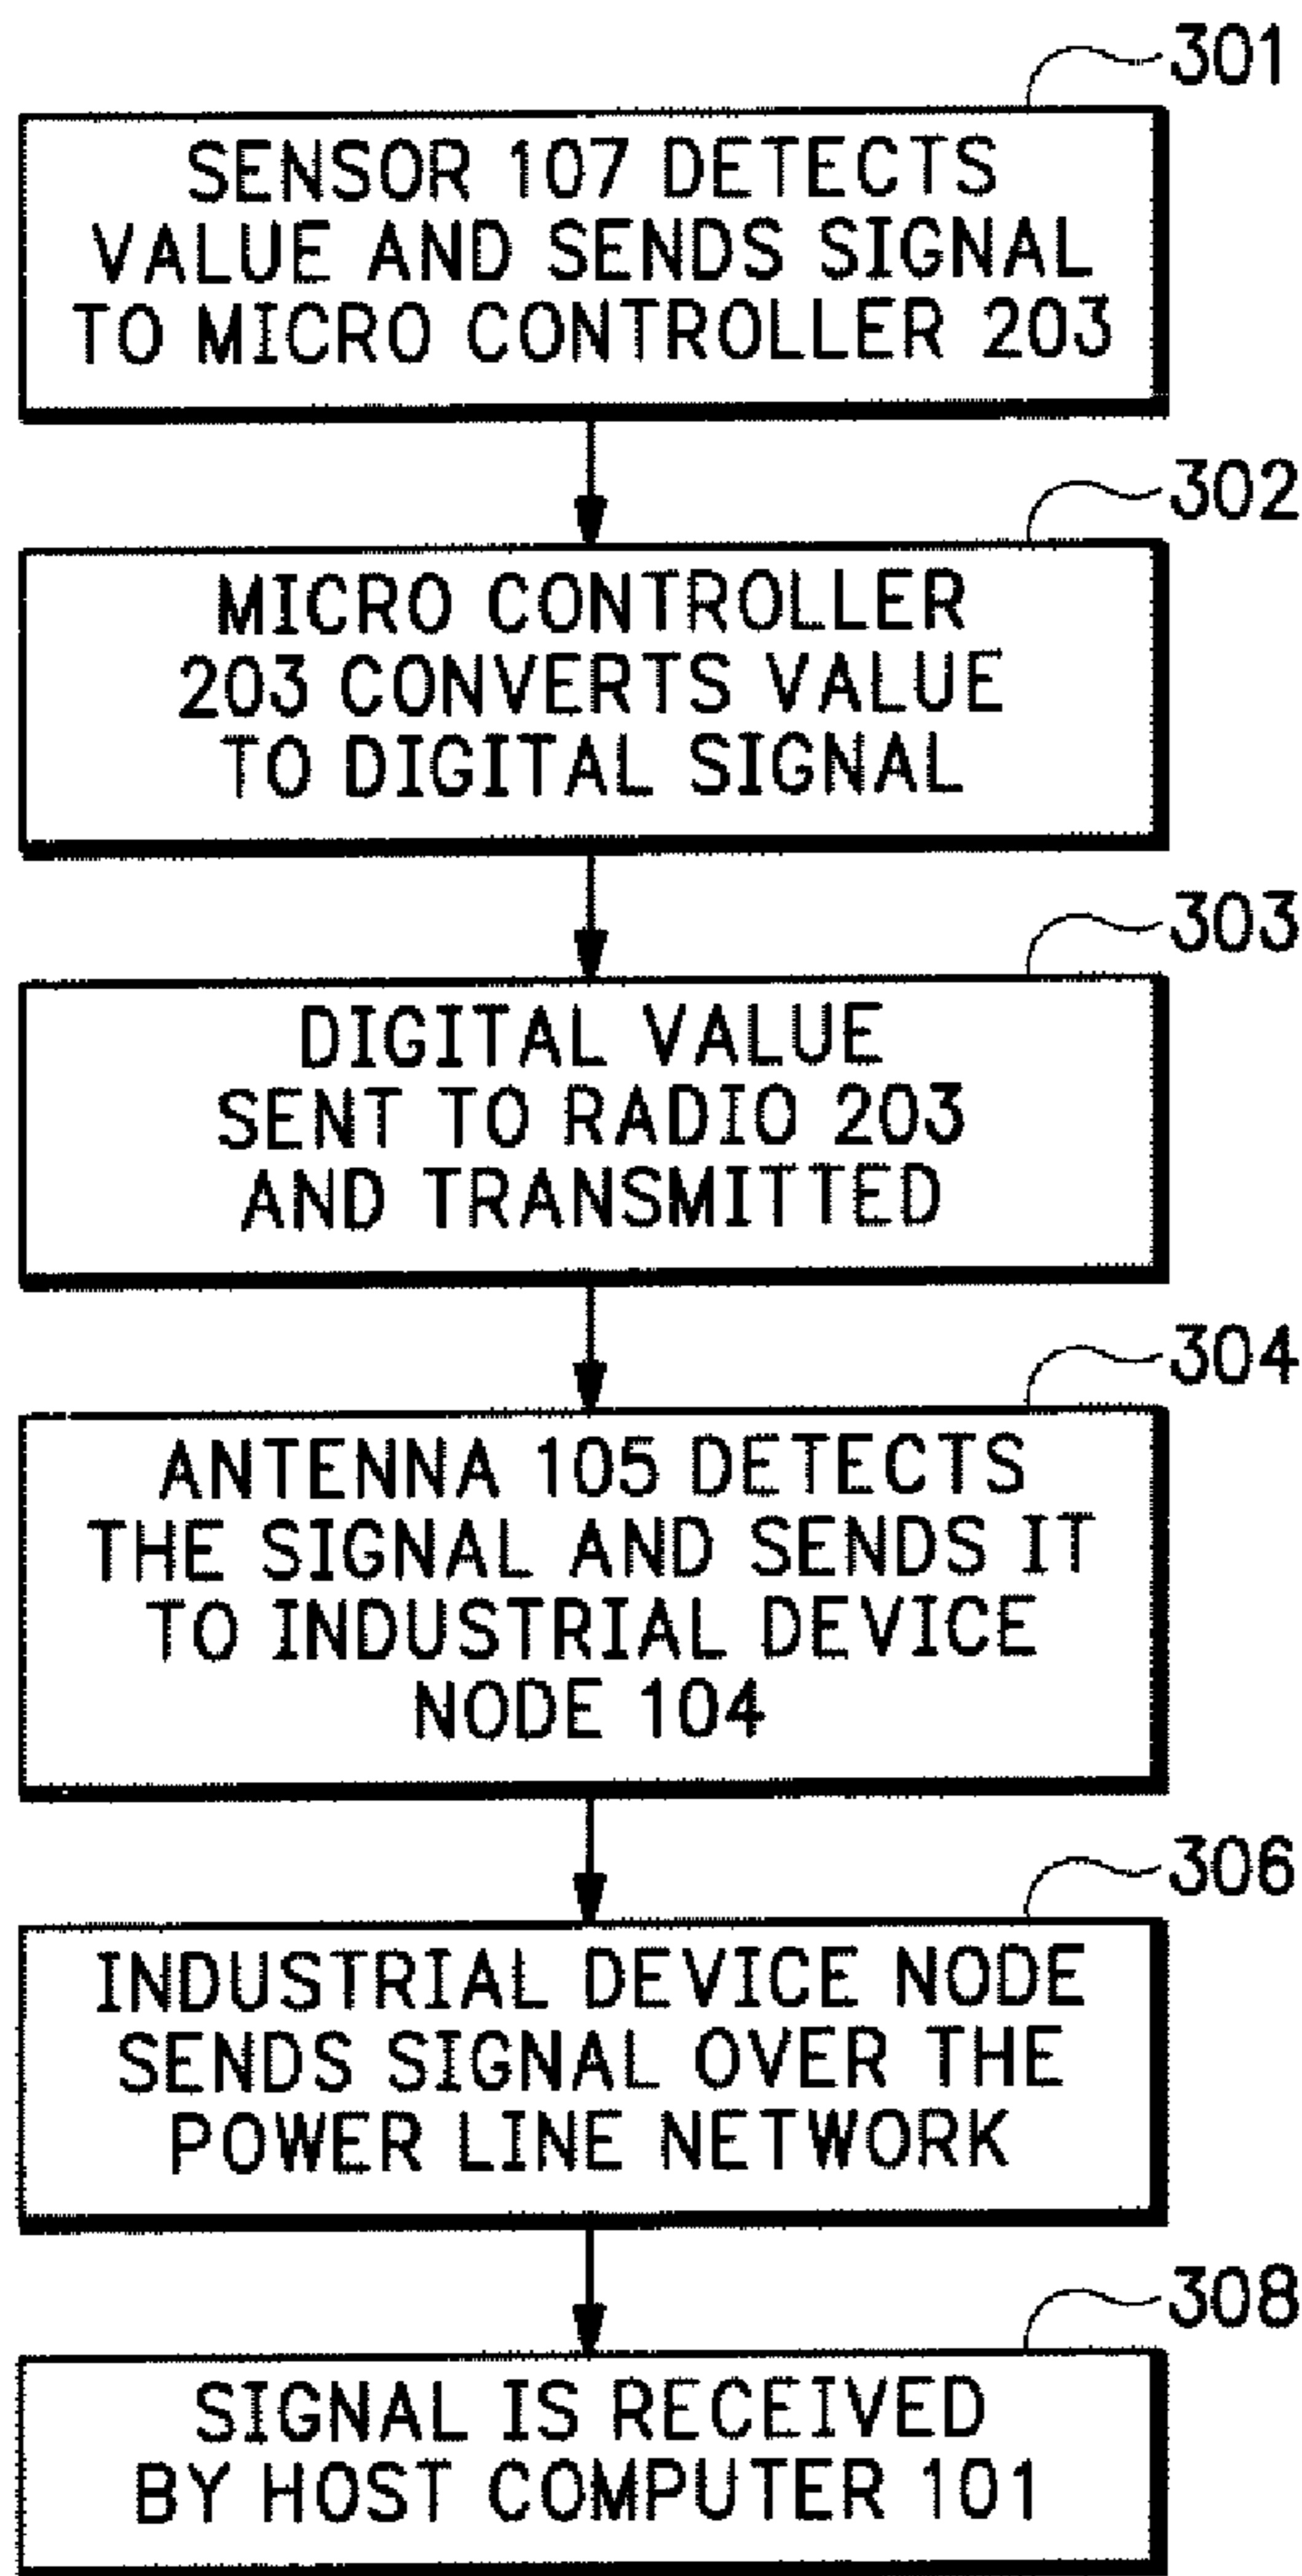 301
SENSOR 107 DETECTS
VALUE AND SENDS SIGNAL
TO MICRO CONTROLLER 203
302
MICRO CONTROLLER
203 CONVERTS VALUE
TO DIGITAL SIGNAL
303
DIGITAL VALUE
SENT TO RADIO 203
AND TRANSMITTED
304
ANTENNA 105 DETECTS
THE SIGNAL AND SENDS IT
TO INDUSTRIAL DEVICE
NODE 104
306
INDUSTRIAL DEVICE NODE
SENDS SIGNAL OVER THE
POWER LINE NETWORK
308
SIGNAL IS RECEIVED
BY HOST COMPUTER 101